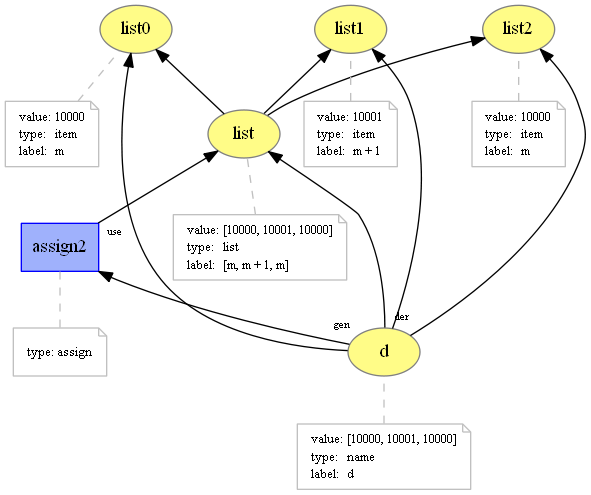 list0
list1
list2
value: 10000
type: item
label: m
list
value: 10001
type: item
label: m + 1
value: 10000
type: item
label: m
use
assign2
value: [10000, 10001, 10000]
type: list
label: [m, m + 1, m]
gen
der
type: assign
d
value: [10000, 10001, 10000]
type: name
label: d